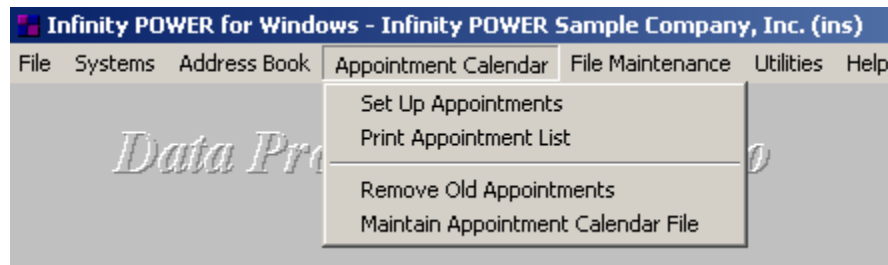 Infinity POWER for Windows - Infinity POWER Sample Company, Inc. (ins)
File Systems Address Book Appointment Calendar File Maintenance Utilities Help
Set Up Appointments
Print Appointment List
Data
Remove Old Appointments
Maintain Appointment Calendar File